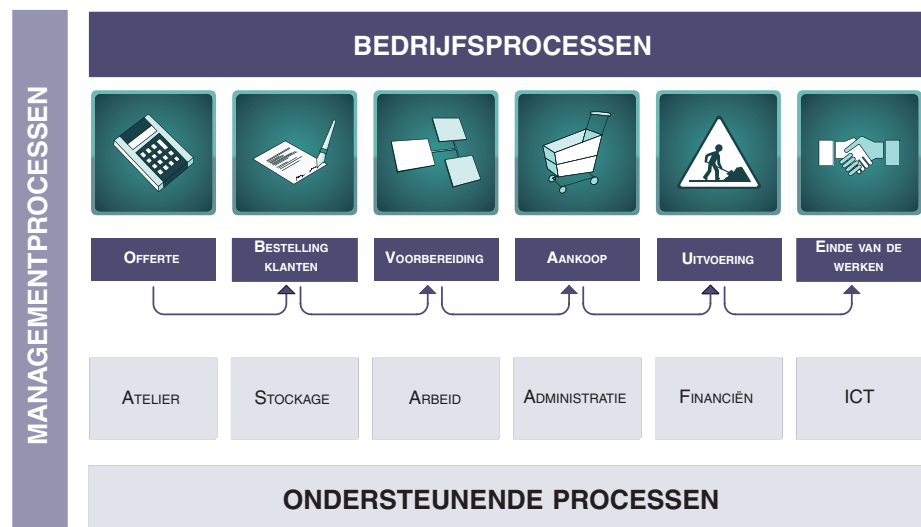 MANAGEMENTPROCESSEN
BEDRIJFSPROCESSEN
OFFERTE
BESTELLING
KLANTEN
VOORBEREIDING
AANKOOP
UITVOERING
EINDE VAN DE
WERKEN
ATELIER
STOCKAGE
ARBEID
ADMINISTRATIE
FINANCIËN
ICT
ONDERSTEUNENDE PROCESSEN